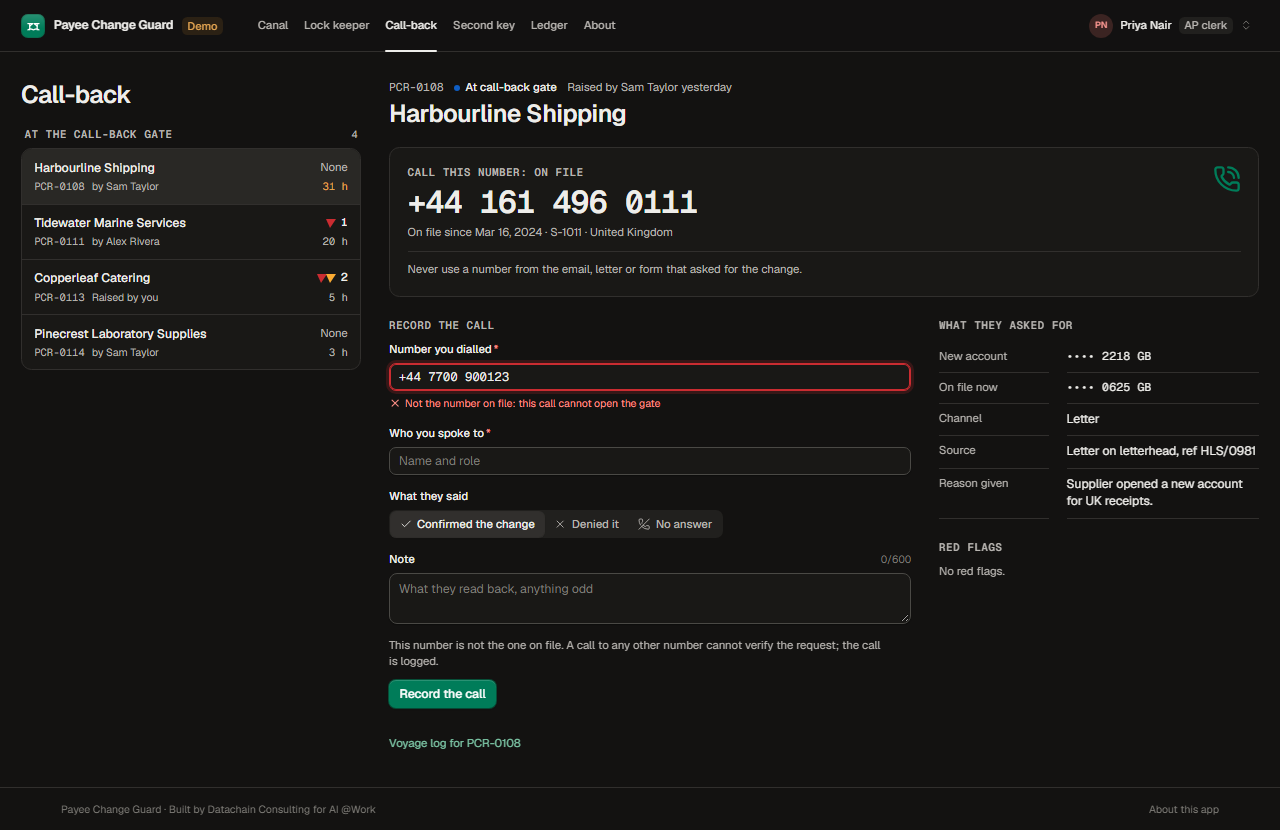 Payee Change Guard Demo Canal Lock keeper Call-back Second key Ledger About PN Priya Nair AP clerk
Call-back
AT THE CALL-BACK GATE 4
Harbourline Shipping None
PCR-0108 by Sam Taylor 31 h
Tidewater Marine Services 1
PCR-0111 by Alex Rivera 20 h
Copperleaf Catering 2
PCR-0113 Raised by you 5 h
Pinecrest Laboratory Supplies None
PCR-0114 by Sam Taylor 3 h
PCR-0108 At call-back gate Raised by Sam Taylor yesterday
Harbourline Shipping
CALL THIS NUMBER: ON FILE
+44 161 496 0111
On file since Mar 16, 2024 · S-1011 · United Kingdom
Never use a number from the email, letter or form that asked for the change.
RECORD THE CALL
Number you dialled *
+44 7700 900123
Not the number on file: this call cannot open the gate
Who you spoke to *
Name and role
What they said
Confirmed the change Denied it No answer
Note 0/600
What they read back, anything odd
This number is not the one on file. A call to any other number cannot verify the request; the call
is logged.
Record the call
Voyage log for PCR-0108
WHAT THEY ASKED FOR
New account •••• 2218 GB
On file now •••• 0625 GB
Channel Letter
Source Letter on letterhead, ref HLS/0981
Reason given Supplier opened a new account
for UK receipts.
RED FLAGS
No red flags.
Payee Change Guard · Built by Datachain Consulting for AI @Work About this app